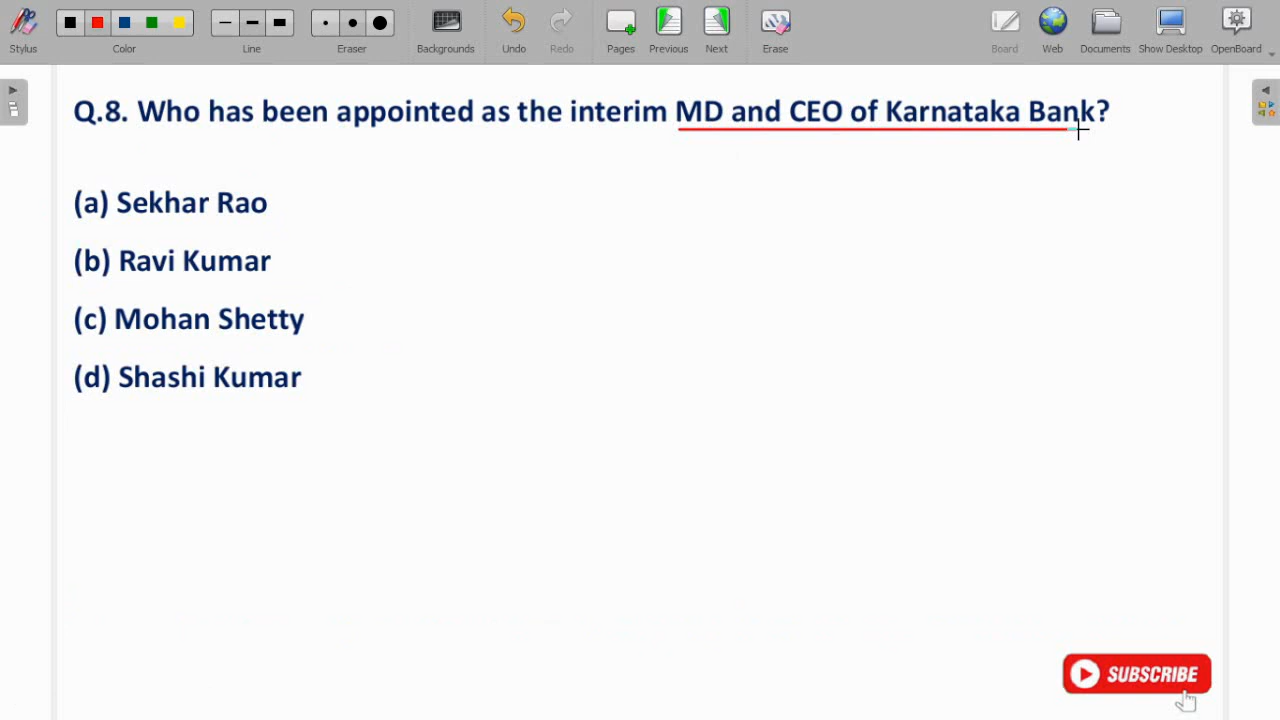 Stylus
Color
Line
Eraser
Backgrounds
Undo
Redo
Pages
Previous
Next
Erase
Board
Web
Documents
Show Desktop
OpenBoard
Q.8. Who has been appointed as the interim MD and CEO of Karnataka Bank?
(a) Sekhar Rao
(b) Ravi Kumar
(c) Mohan Shetty
(d) Shashi Kumar
SUBSCRIBE